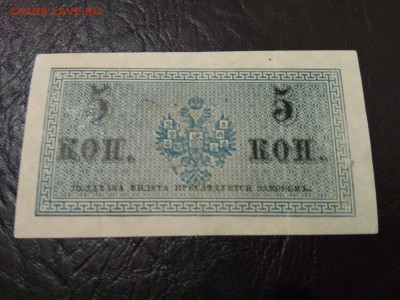 COINS.LAVE.RU
5 5
КОП. КОП.
ПОДДѢЛКА БИЛЕТА ПРЕСЛѢДУЕТСЯ ЗАКОНОМЪ.